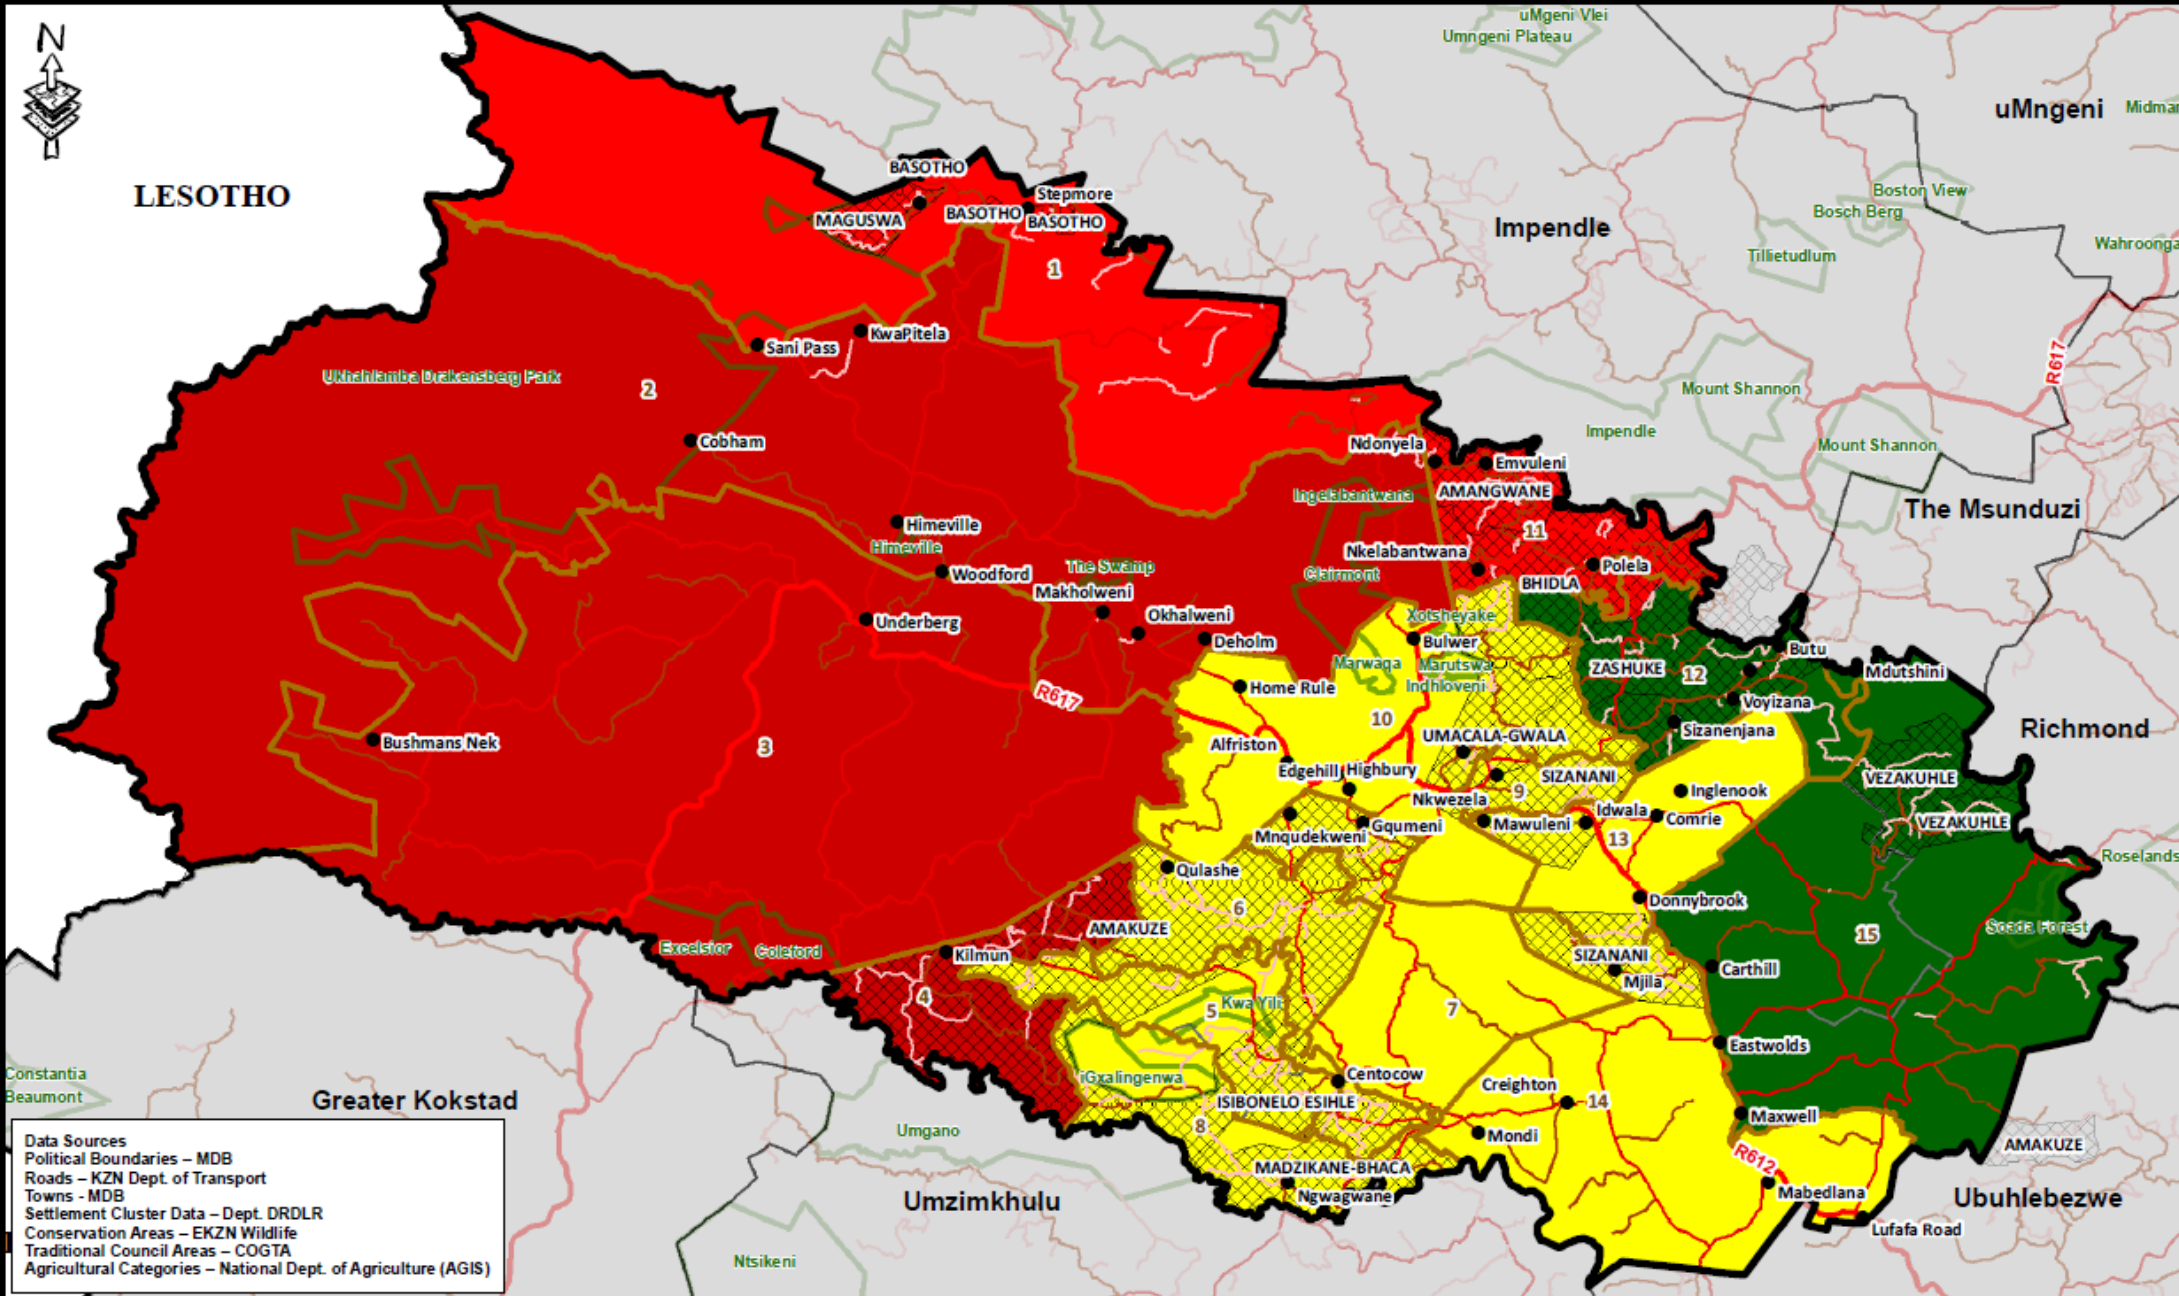 N
uMgeni Vlei
Umngeni Plateau
uMngeni
LESOTHO
BASOTHO
Stepmore
MAGUSWA
BASOTHO
BASOTHO
Impendle
Boston View
Bosch Berg
Tillietudlum
Wahroonga
1
KwaPitela
Sani Pass
R617
Ukhahlamba Drakensberg Park
2
Mount Shannon
Cobham
Ndonyela
Impendle
Mount Shannon
Emvuleni
Ingelabantwana
AMANGWANE
The Msunduzi
Himeville
11
Himeville
Nkelabantwana
Polela
Woodford
The Swamp
Clairmont
BHIDLA
Makholweni
Okhalweni
Xotsheyake
Underberg
Deholm
Bulwer
Butu
Marwaqa
Marutswa
ZASHUKE
12
Mdutshini
R617
Home Rule
Indhloveni
Voyizana
10
Sizanenjana
Richmond
Bushmans Nek
3
Alfriston
UMACALA-GWALA
Edgehill
Highbury
SIZANANI
VEZAKUHLE
Nkwezela
9
Inglenook
Idwala
Comrie
Mnqudekweni
Gqumeni
Mawuleni
13
VEZAKUHLE
Qulashe
Roselands
6
Donnybrook
AMAKUZE
15
Soada Forest
Excelsior
Coleford
Kilmun
SIZANANI
Carthill
Mjila
4
5
Kwa Yili
7
Eastwolds
Constantia
Beaumont
iGxalingenwa
Centocow
Creighton
Greater Kokstad
ISIBONELO ESIHLE
14
Maxwell
8
Umgano
Mondi
AMAKUZE
MADZIKANE-BHACA
R612
Ngwagwane
Mabedlana
Umzimkhulu
Ubuhlebezwe
Lufafa Road
Ntsikeni
Data Sources
Political Boundaries – MDB
Roads – KZN Dept. of Transport
Towns - MDB
Settlement Cluster Data – Dept. DRDLR
Conservation Areas – EKZN Wildlife
Traditional Council Areas – COGTA
Agricultural Categories – National Dept. of Agriculture (AGIS)